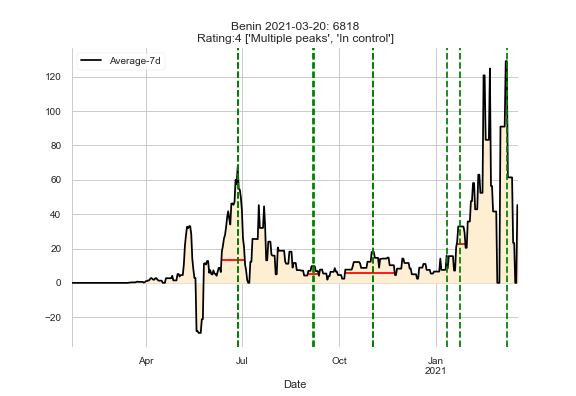 Benin 2021-03-20: 6818
Rating:4 ['Multiple peaks', 'In control']
Average-7d
120
100
80
60
40
20
0
−20
Apr
Jul
Oct
Jan
2021
Date